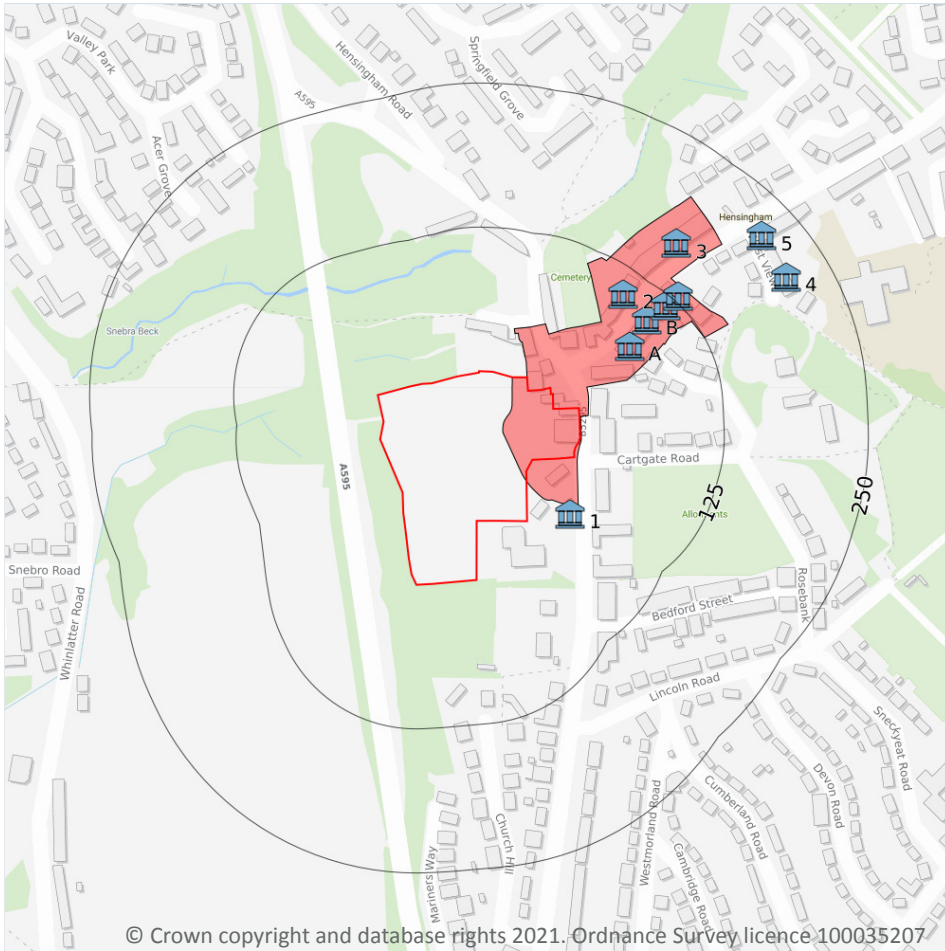 Valley Park
Hensingham Road
Springfield Grove
A595
Acer Grove
Hensingham
3
5
West View
4
Cemetery
2
B
A
Snebra Beck
B5295
A595
Cartgate Road
125
250
Allotments
1
Snebro Road
Whinlatter Road
Bedford Street
Rosebank
Lincoln Road
Sneckyeat Road
Devon Road
Cumberland Road
Westmorland Road
Cambridge Road
Church Hill
Mariners Way
© Crown copyright and database rights 2021. Ordnance Survey licence 100035207.